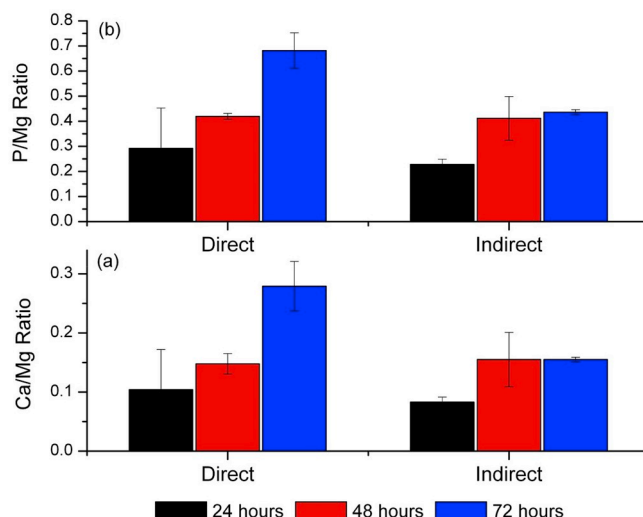 (b)
P/Mg Ratio
0.8
0.7
0.6
0.5
0.4
0.3
0.2
0.1
0.0
Direct Indirect
(a)
Ca/Mg Ratio
0.3
0.2
0.1
0.0
Direct Indirect
24 hours 48 hours 72 hours